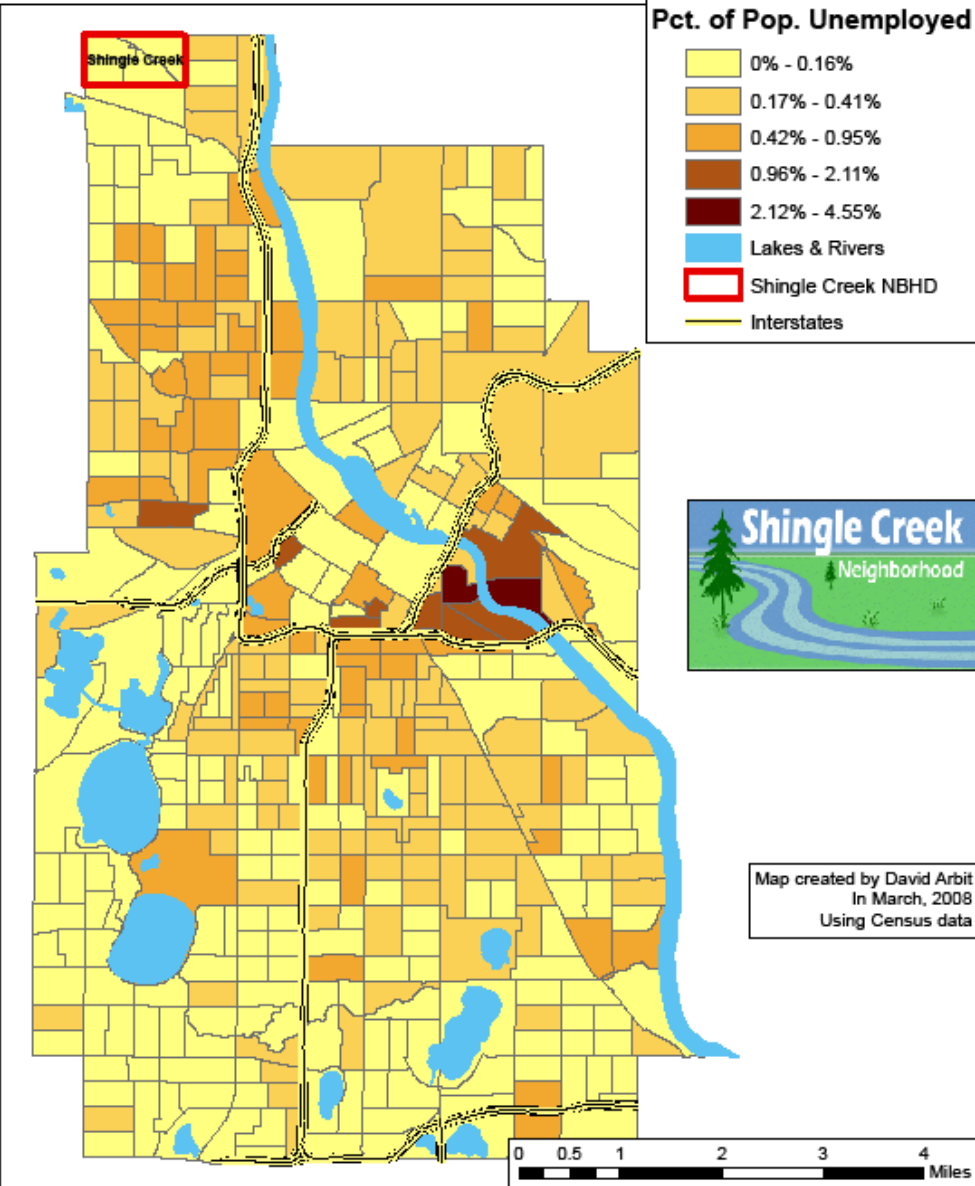 Pct. of Pop. Unemployed
0% - 0.16%
0.17% - 0.41%
0.42% - 0.95%
0.96% - 2.11%
2.12% - 4.55%
Lakes & Rivers
Shingle Creek NBHD
Interstates
Shingle Creek
Shingle Creek
Neighborhood
Map created by David Arbit
In March, 2008
Using Census data
0 0.5 1 2 3 4
Miles